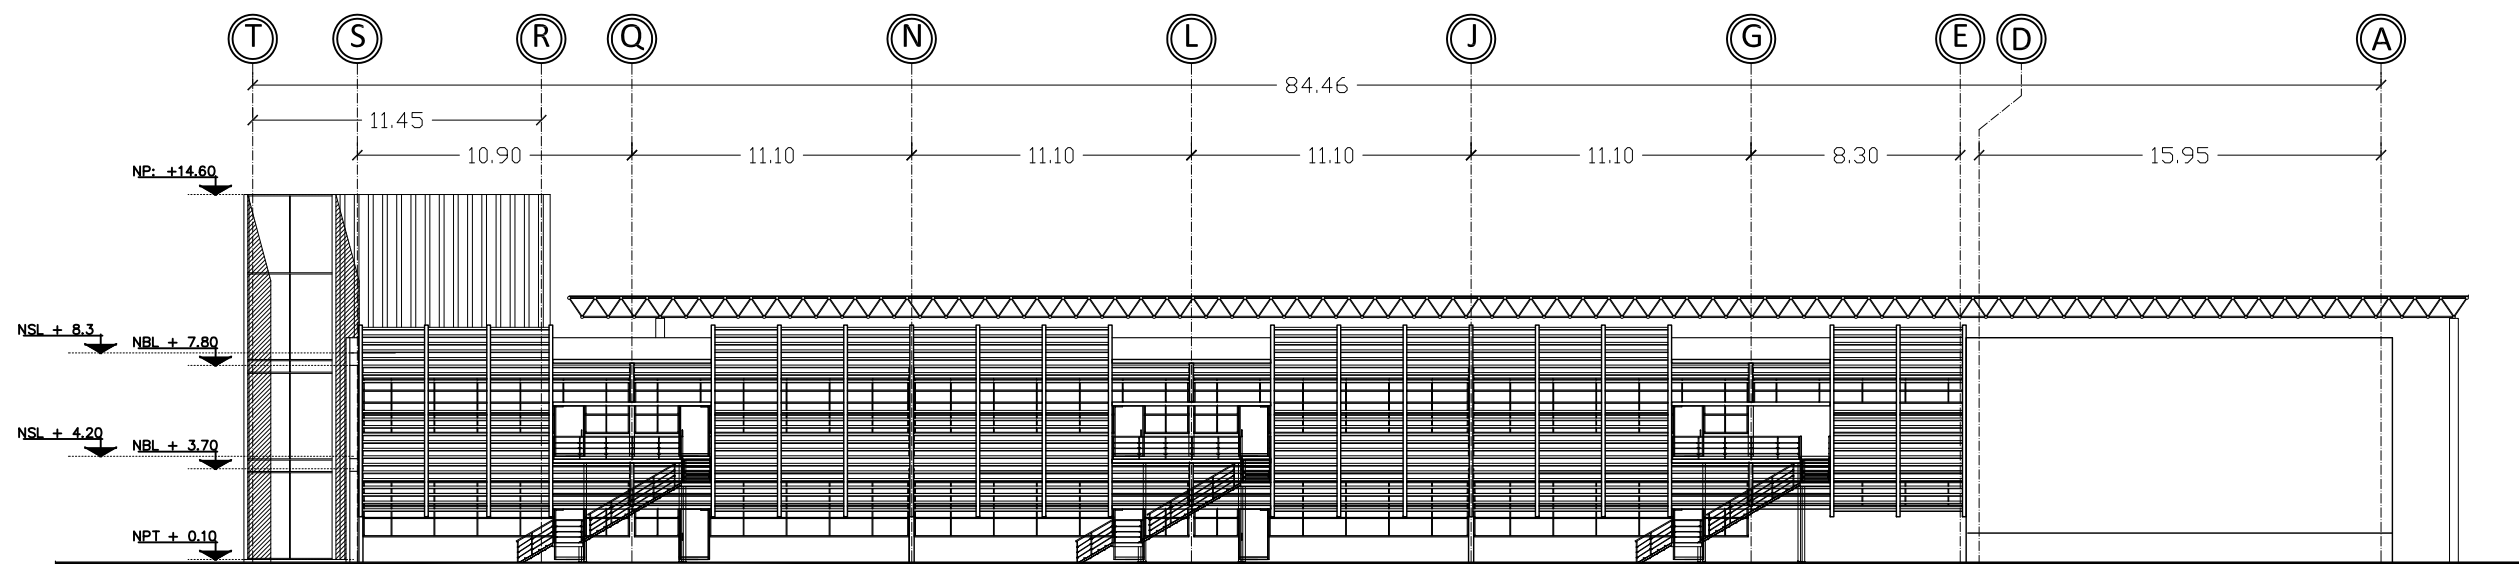 T S R Q N L J G E D A
84.46
11.45
10.90 11.10 11.10 11.10 11.10 8.30 15.95
NP: +14.60
NSL + 8.3
NBL + 7.80
NSL + 4.20
NBL + 3.70
NPT + 0.10